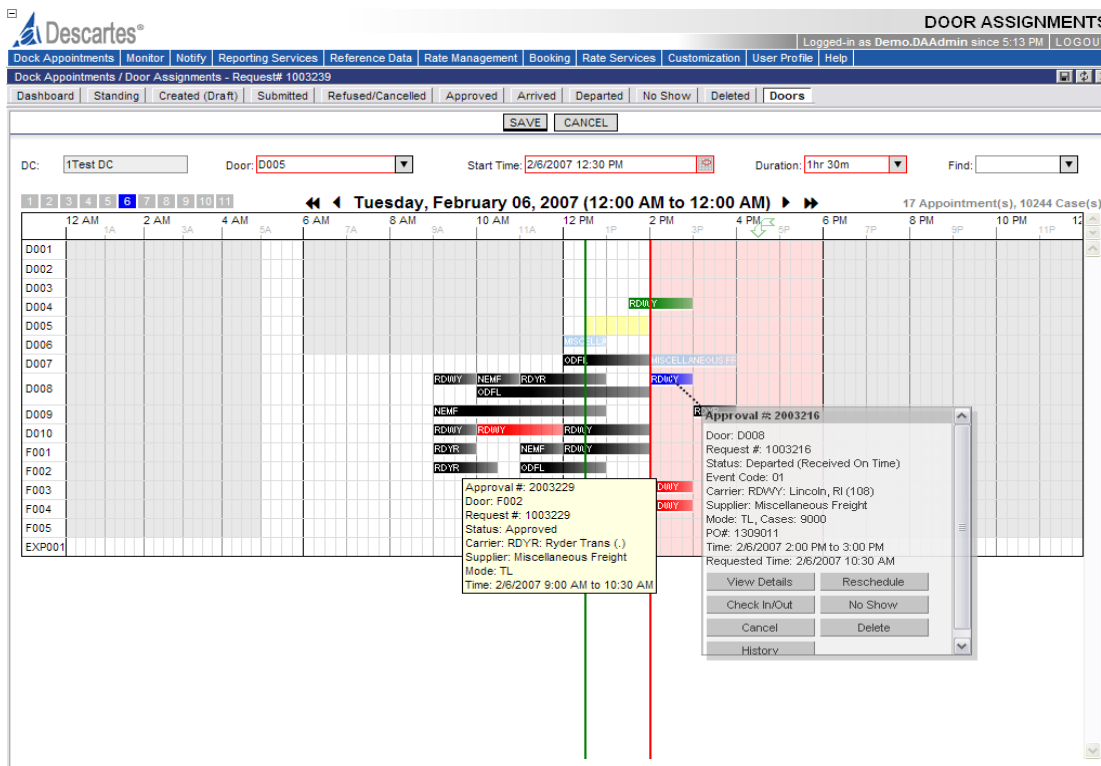 Descartes®
DOOR ASSIGNMENTS
Logged-in as Demo.DAAdmin since 5:13 PM LOGOU
Dock Appointments Monitor Notify Reporting Services Reference Data Rate Management Booking Rate Services Customization User Profile Help
Dock Appointments / Door Assignments - Request# 1003239
Dashboard Standing Created (Draft) Submitted Refused/Cancelled Approved Arrived Departed No Show Deleted Doors
SAVE CANCEL
DC: 1Test DC Door: D005 Start Time: 2/6/2007 12:30 PM Duration: 1hr 30m Find:
1 2 3 4 5 6 7 8 9 10 11 Tuesday, February 06, 2007 (12:00 AM to 12:00 AM) 17 Appointment(s), 10244 Case(s)
12 AM 2 AM 4 AM 6 AM 8 AM 10 AM 12 PM 2 PM 4 PM 6 PM 8 PM 10 PM 12
1A 3A 5A 7A 9A 11A 1P 3P 5P 7P 9P 11P
D001
D002
D003
D004 RDWY
D005
D006 MISCELLA
D007 ODFL MISCELLANEOUS FR
D008 RDWY NEMF RDYR RDWY
ODFL
D009 NEMF
D010 RDWY RDWY RDWY
F001 RDYR NEMF RDWY
F002 RDYR ODFL
F003 DWY
F004 DWY
F005
EXP001
Approval #: 2003229
Door: F002
Request #: 1003229
Status: Approved
Carrier: RDYR: Ryder Trans (.)
Supplier: Miscellaneous Freight
Mode: TL
Time: 2/6/2007 9:00 AM to 10:30 AM
Approval #: 2003216
Door: D008
Request #: 1003216
Status: Departed (Received On Time)
Event Code: 01
Carrier: RDWY: Lincoln, RI (108)
Supplier: Miscellaneous Freight
Mode: TL, Cases: 9000
PO#: 1309011
Time: 2/6/2007 2:00 PM to 3:00 PM
Requested Time: 2/6/2007 10:30 AM
View Details Reschedule
Check In/Out No Show
Cancel Delete
History